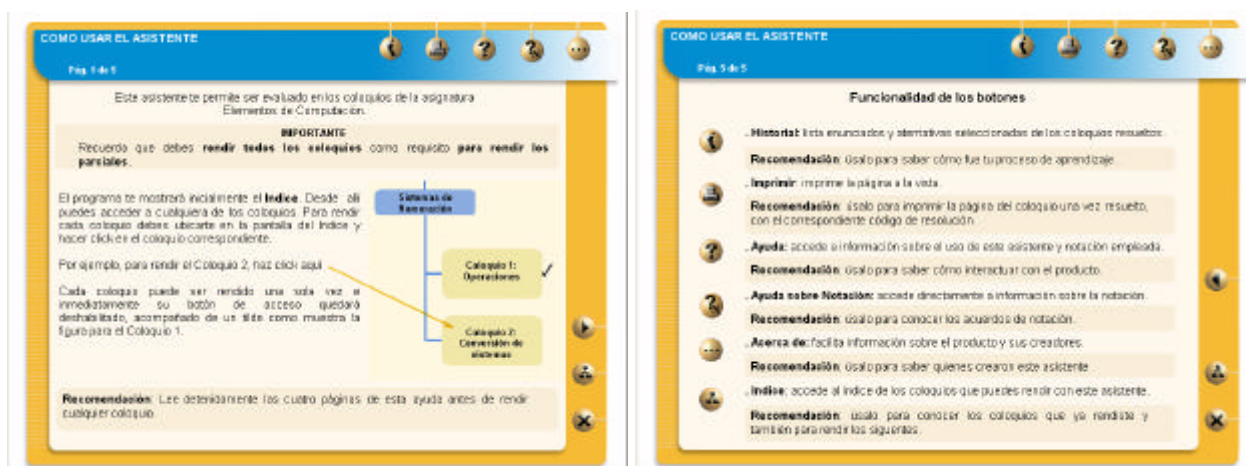 COMO USAR EL ASISTENTE
Pág. 1 de 5
Este asistente te permite ser evaluado en los coloquios de la asignatura
Elementos de Computación.
IMPORTANTE
Recuerda que debes rendir todos los coloquios como requisito para rendir los
parciales.
El programa te mostrará inicialmente el Indice. Desde allí
puedes acceder a cualquiera de los coloquios. Para rendir
cada coloquio debes ubicarte en la pantalla del Indice y
hacer click en el coloquio correspondiente.
Por ejemplo, para rendir el Coloquio 2, haz click aquí
Cada coloquio puede ser rendido una sola vez e
inmediatamente su botón de acceso quedará
deshabilitado, acompañado de un tilde como muestra la
figura para el Coloquio 1.
Sistemas de
Numeración
Coloquio 1:
Operaciones
Coloquio 2:
Conversión de
sistemas
Recomendación: Lee detenidamente las cuatro páginas de esta ayuda antes de rendir
cualquier coloquio.
COMO USAR EL ASISTENTE
Pág. 5 de 5
Funcionalidad de los botones
. Historial: lista enunciados y alternativas seleccionadas de los coloquios resueltos.
Recomendación: úsalo para saber cómo fue tu proceso de aprendizaje.
. Imprimir: imprime la página a la vista.
Recomendación: úsalo para imprimir la página del coloquio una vez resuelto,
con el correspondiente código de resolución.
. Ayuda: accede a información sobre el uso de este asistente y notación empleada.
Recomendación: úsalo para saber cómo interactuar con el producto.
. Ayuda sobre Notación: accede directamente a información sobre la notación.
Recomendación: úsalo para conocer los acuerdos de notación.
. Acerca de: facilita información sobre el producto y sus creadores.
Recomendación: úsalo para saber quienes crearon este asistente.
. Indice: accede al índice de los coloquios que puedes rendir con este asistente.
Recomendación: úsalo para conocer los coloquios que ya rendiste y
también para rendir los siguientes.